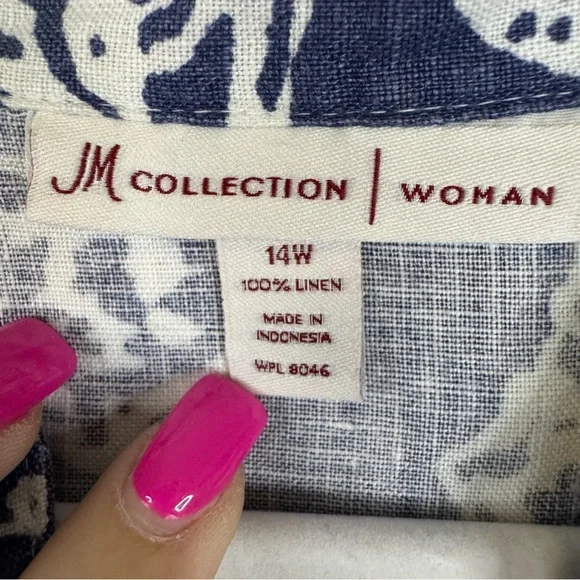 JM COLLECTION | WOMAN
14W
100% LINEN
MADE IN
INDONESIA
WPL 8046